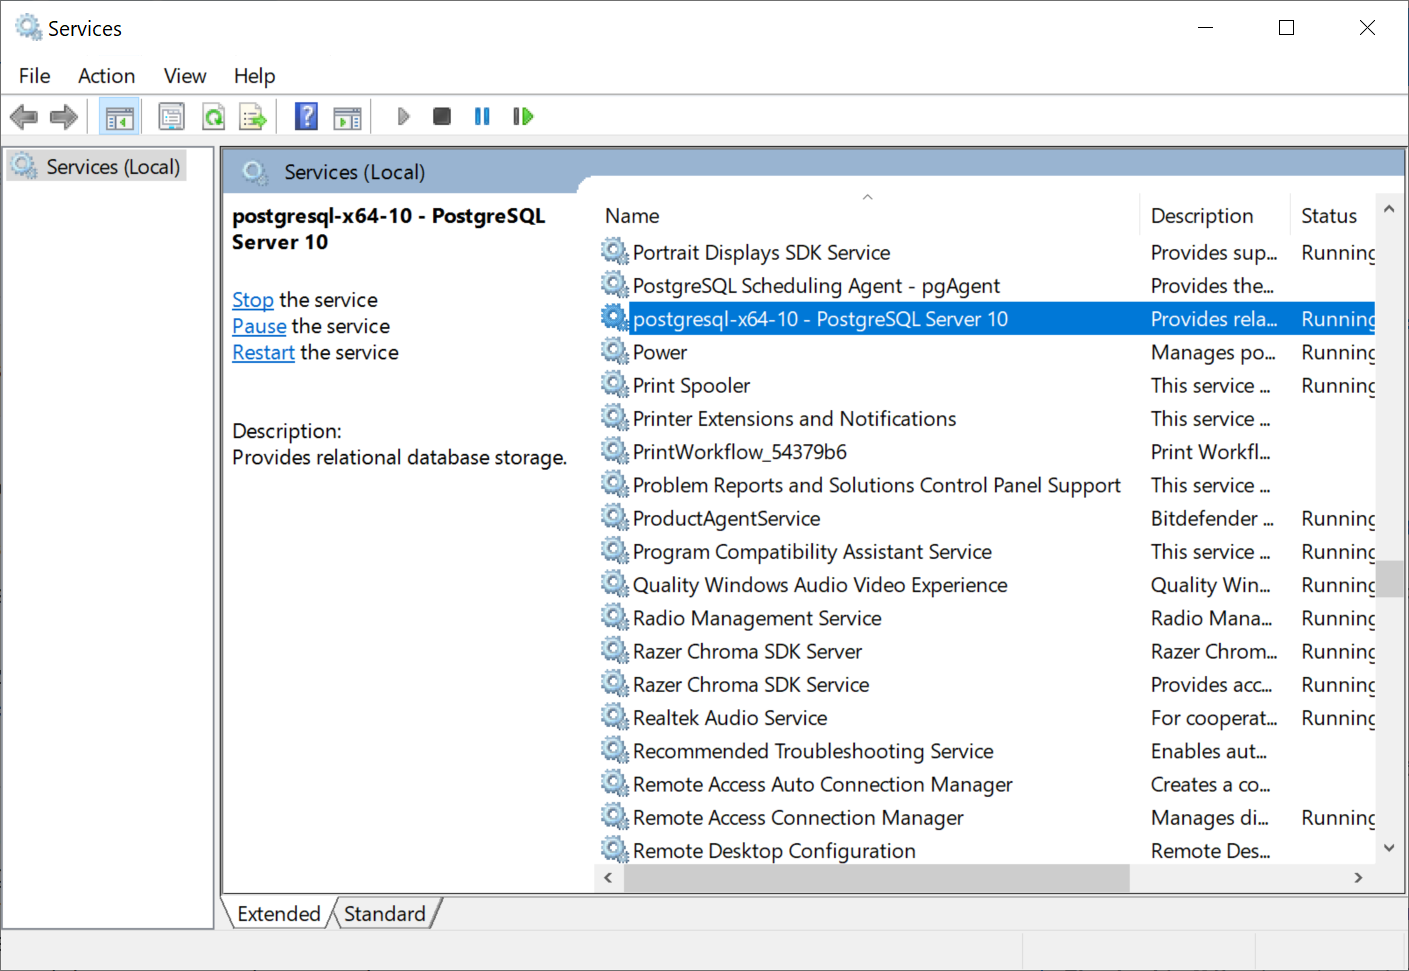 Services
File Action View Help
Services (Local)
Services (Local)
postgresql-x64-10 - PostgreSQL
Server 10
Stop the service
Pause the service
Restart the service
Description:
Provides relational database storage.
Name Description Status
Portrait Displays SDK Service Provides sup... Running
PostgreSQL Scheduling Agent - pgAgent Provides the...
postgresql-x64-10 - PostgreSQL Server 10 Provides rela... Running
Power Manages po... Running
Print Spooler This service ... Running
Printer Extensions and Notifications This service ...
PrintWorkflow_54379b6 Print Workfl...
Problem Reports and Solutions Control Panel Support This service ...
ProductAgentService Bitdefender ... Running
Program Compatibility Assistant Service This service ... Running
Quality Windows Audio Video Experience Quality Win... Running
Radio Management Service Radio Mana... Running
Razer Chroma SDK Server Razer Chrom... Running
Razer Chroma SDK Service Provides acc... Running
Realtek Audio Service For cooperat... Running
Recommended Troubleshooting Service Enables aut...
Remote Access Auto Connection Manager Creates a co...
Remote Access Connection Manager Manages di... Running
Remote Desktop Configuration Remote Des...
Extended Standard